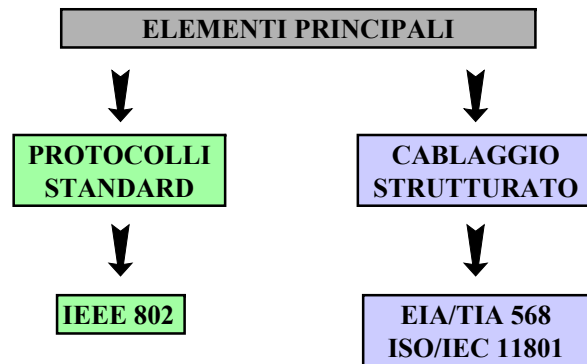 ELEMENTI PRINCIPALI
PROTOCOLLI
STANDARD
CABLAGGIO
STRUTTURATO
IEEE 802
EIA/TIA 568
ISO/IEC 11801